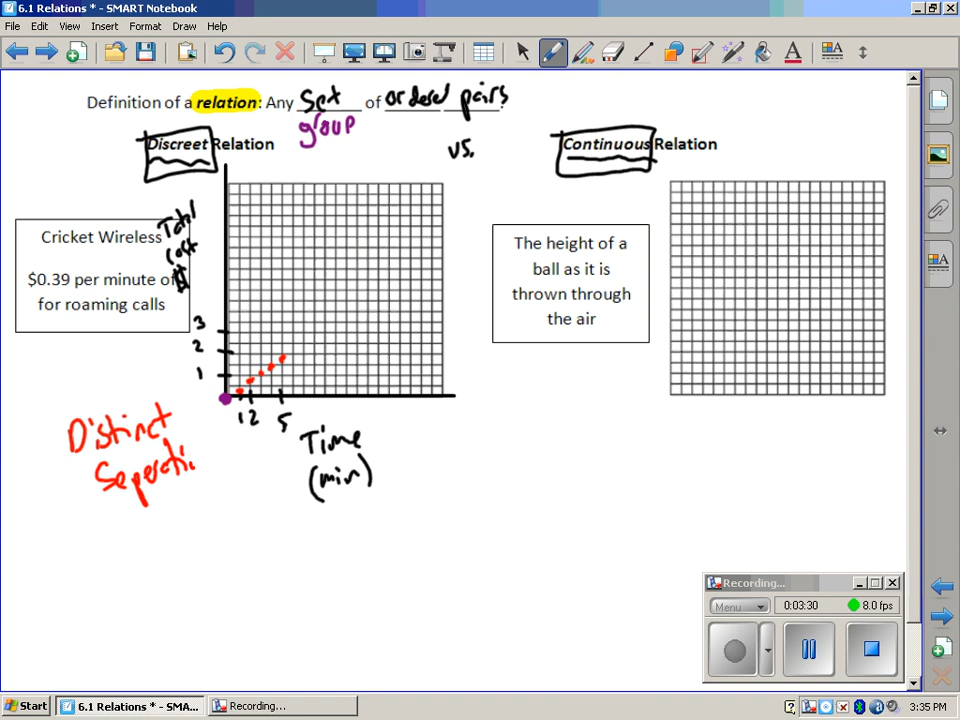 6.1 Relations * - SMART Notebook
File Edit View Insert Format Draw Help
Definition of a relation: Any set of ordered pairs.
group
Discreet Relation
vs.
Continuous Relation
Total
Cost
$
Cricket Wireless
$0.39 per minute of
for roaming calls
The height of a
ball as it is
thrown through
the air
3
2
1
1 2 5
Time
(min)
Distinct
Seperati
Recording...
Menu 0:03:30 8.0 fps
Start 6.1 Relations * - SMA... Recording... 3:35 PM